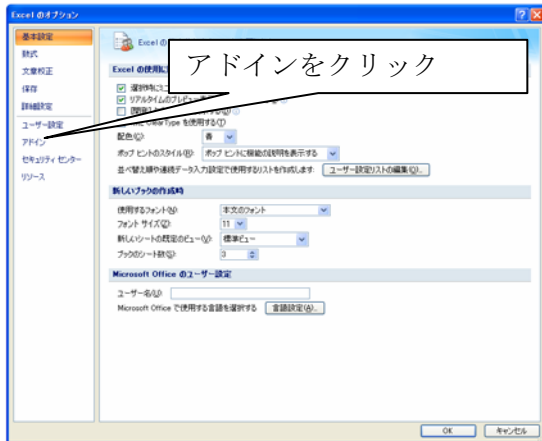 Excel のオプション
基本設定
数式
文章校正
保存
詳細設定
ユーザー設定
アドイン
セキュリティ センター
リソース
アドインをクリック
Excel の
Excel の使用に
ClearType を使用する(T)
配色(C): 青
ポップ ヒントのスタイル(R): ポップ ヒントに機能の説明を表示する
並べ替え順や連続データ入力設定で使用するリストを作成します: ユーザー設定リストの編集(O)...
新しいブックの作成時
使用するフォント(N): 本文のフォント
フォント サイズ(Z): 11
新しいシートの既定のビュー(V): 標準ビュー
ブックのシート数(S): 3
Microsoft Office のユーザー設定
ユーザー名(U):
Microsoft Office で使用する言語を選択する 言語設定(A)...
OK キャンセル